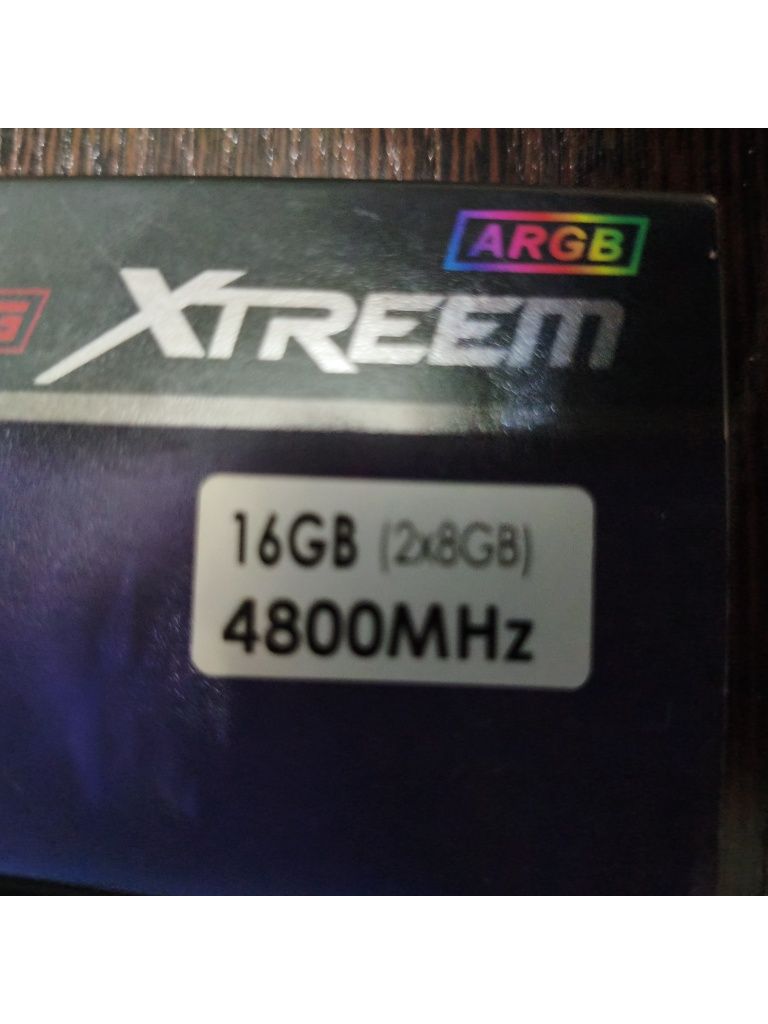 ARGB
XTREEM
16GB (2x8GB)
4800MHz